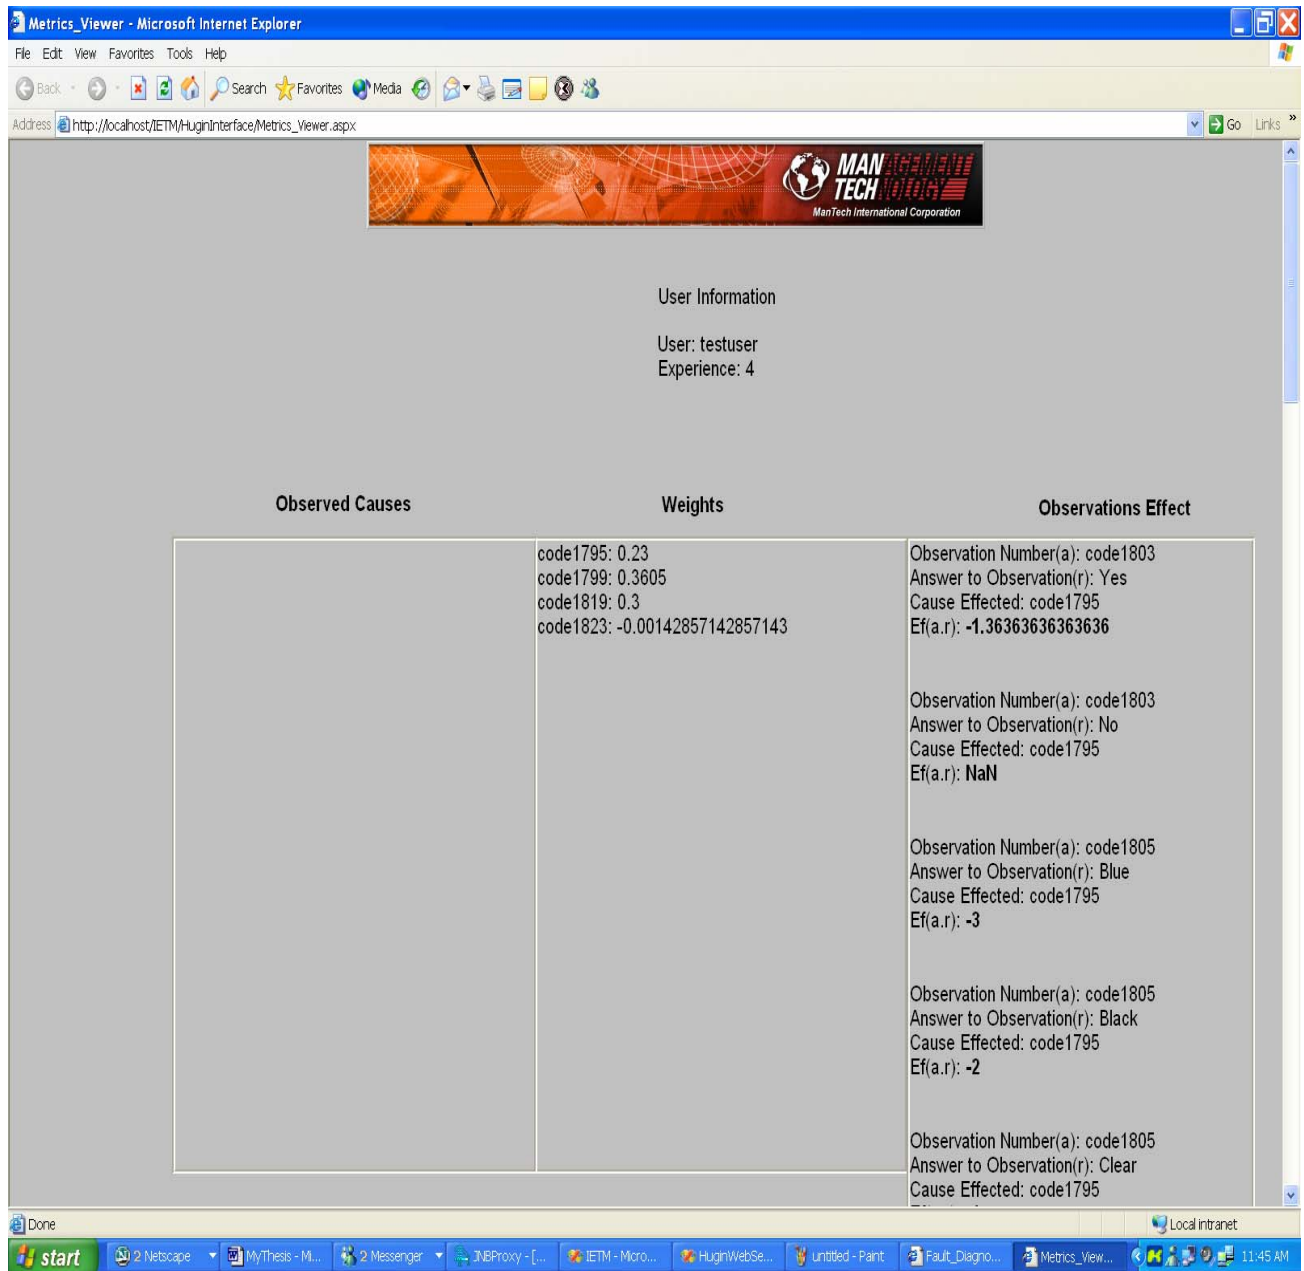 Metrics_Viewer - Microsoft Internet Explorer
File Edit View Favorites Tools Help
Back Search Favorites Media
Address http://localhost/IETM/HuginInterface/Metrics_Viewer.aspx Go Links »
MANAGEMENT
TECHNOLOGY
ManTech International Corporation
User Information
User: testuser
Experience: 4
Observed Causes Weights Observations Effect
code1795: 0.23
code1799: 0.3605
code1819: 0.3
code1823: -0.00142857142857143
Observation Number(a): code1803
Answer to Observation(r): Yes
Cause Effected: code1795
Ef(a.r): -1.36363636363636
Observation Number(a): code1803
Answer to Observation(r): No
Cause Effected: code1795
Ef(a.r): NaN
Observation Number(a): code1805
Answer to Observation(r): Blue
Cause Effected: code1795
Ef(a.r): -3
Observation Number(a): code1805
Answer to Observation(r): Black
Cause Effected: code1795
Ef(a.r): -2
Observation Number(a): code1805
Answer to Observation(r): Clear
Cause Effected: code1795
Done Local intranet
start 2 Netscape MyThesis - Mi... 2 Messenger JNBProxy - [... IETM - Micro... HuginWebSe... untitled - Paint Fault_Diagno... Metrics_View... 11:45 AM